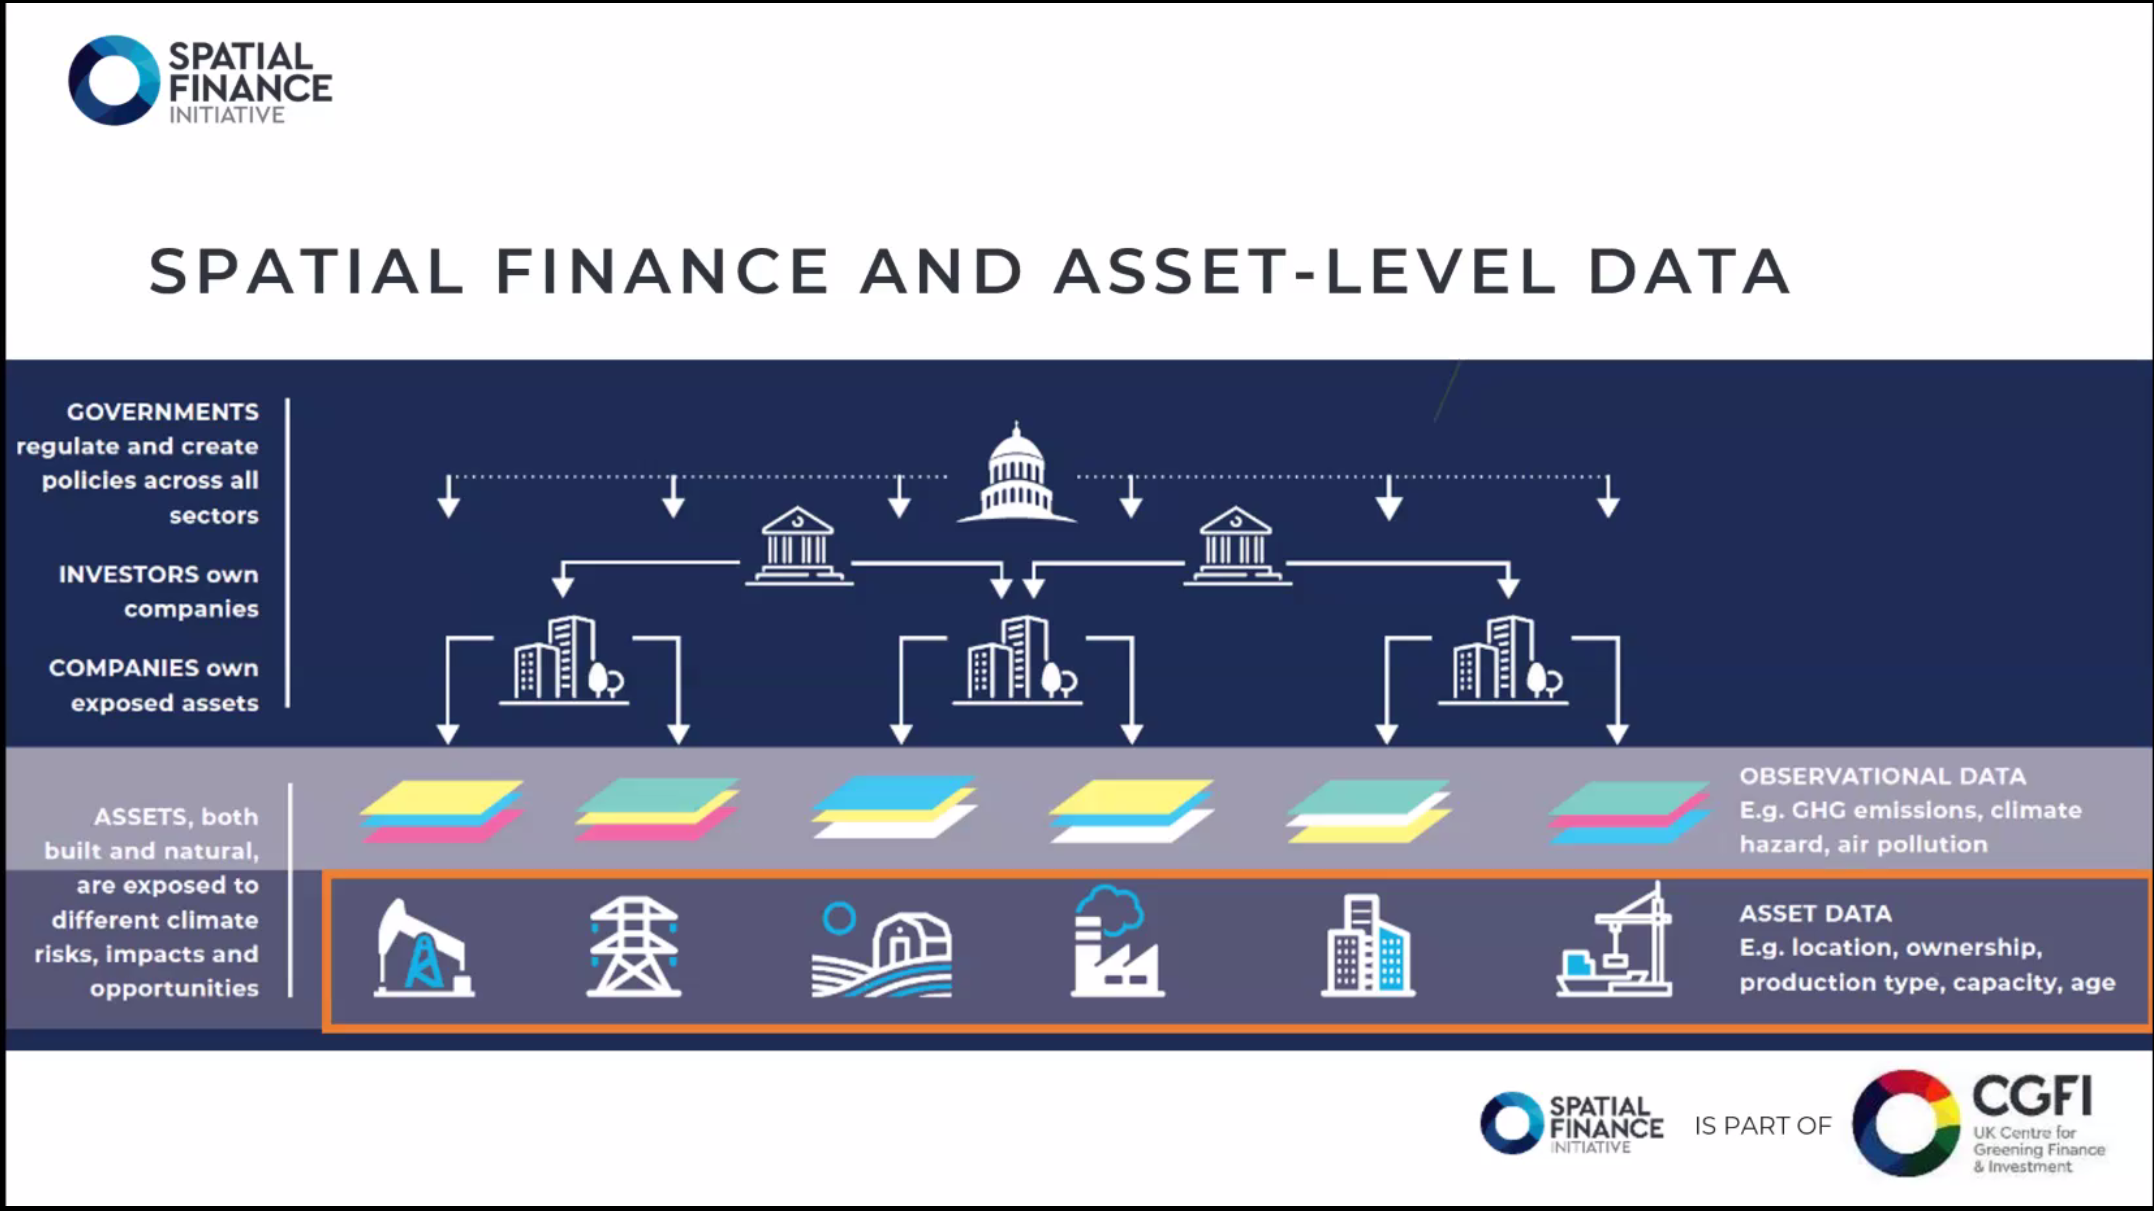 SPATIAL
FINANCE
INITIATIVE
SPATIAL FINANCE AND ASSET-LEVEL DATA
GOVERNMENTS
regulate and create
policies across all
sectors
INVESTORS own
companies
COMPANIES own
exposed assets
ASSETS, both
built and natural,
are exposed to
different climate
risks, impacts and
opportunities
OBSERVATIONAL DATA
E.g. GHG emissions, climate
hazard, air pollution
ASSET DATA
E.g. location, ownership,
production type, capacity, age
SPATIAL
FINANCE
INITIATIVE
IS PART OF
CGFI
UK Centre for
Greening Finance
& Investment